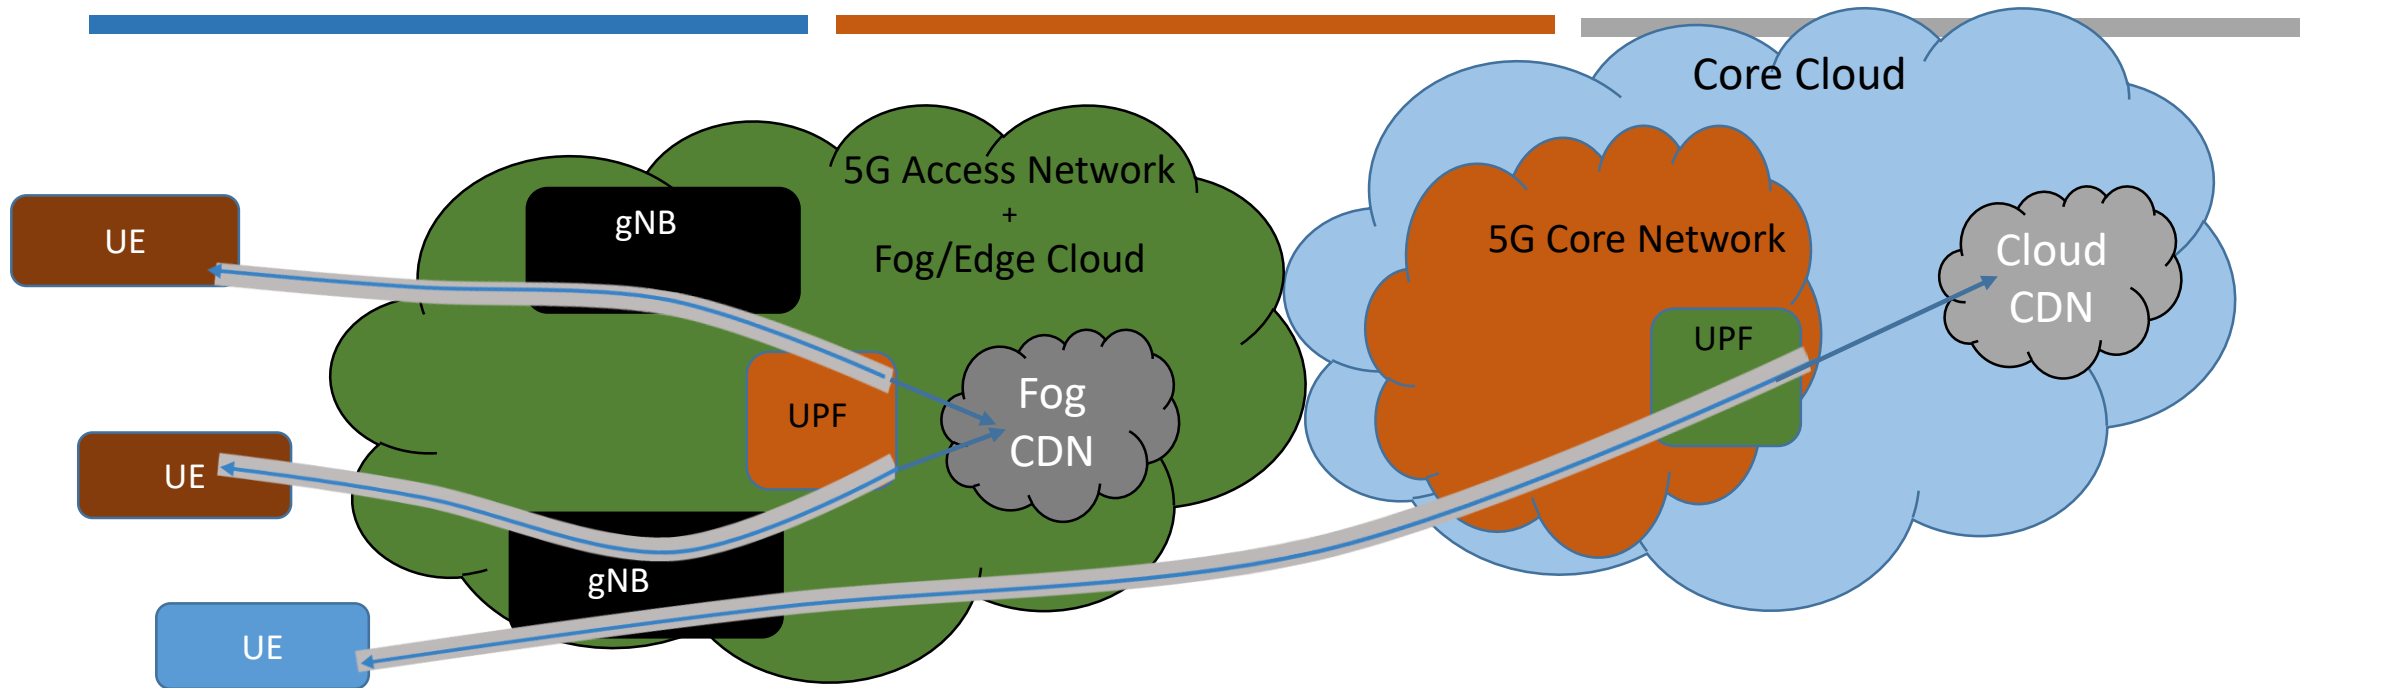 Core Cloud
5G Access Network
+
Fog/Edge Cloud
gNB
UE
5G Core Network
Cloud
CDN
UPF
Fog
CDN
UPF
UE
gNB
UE